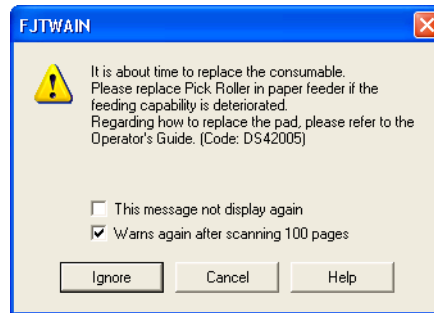 FJTWAIN
It is about time to replace the consumable.
Please replace Pick Roller in paper feeder if the
feeding capability is deteriorated.
Regarding how to replace the pad, please refer to the
Operator's Guide. (Code: DS42005)
This message not display again
Warns again after scanning 100 pages
Ignore Cancel Help